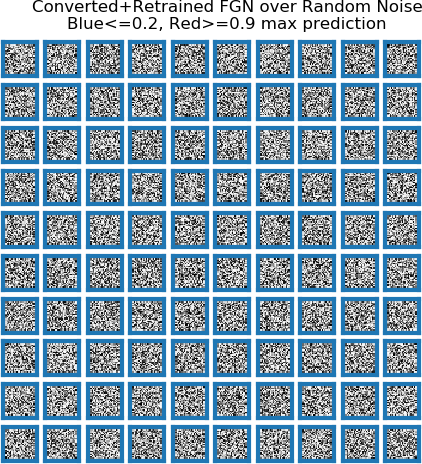 Converted+Retrained FGN over Random Noise
Blue<=0.2, Red>=0.9 max prediction